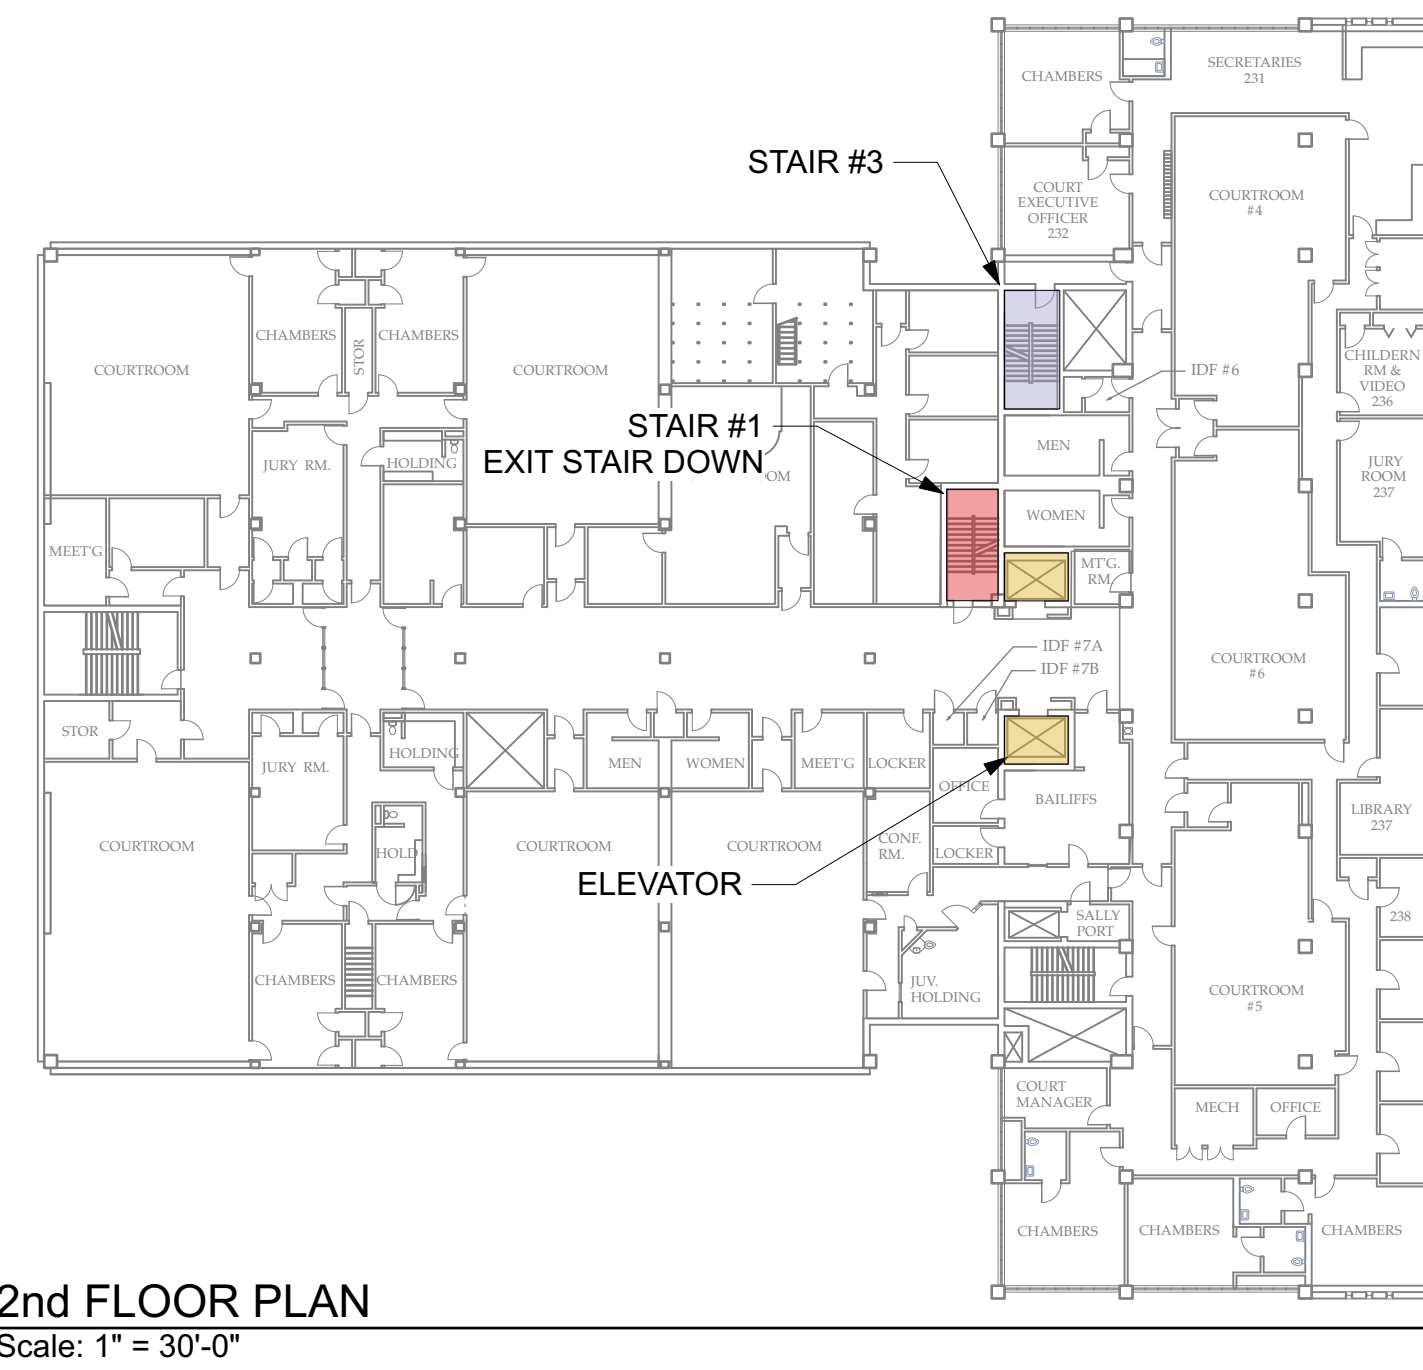 CHAMBERS
SECRETARIES
231
STAIR #3
COURT
EXECUTIVE
OFFICER
232
COURTROOM
#4
CHAMBERS
STOR
CHAMBERS
COURTROOM
COURTROOM
IDF #6
CHILDERN
RM &
VIDEO
236
STAIR #1
EXIT STAIR DOWN
OM
JURY RM.
HOLDING
MEN
JURY
ROOM
237
WOMEN
MEET'G
MT'G.
RM.
IDF #7A
IDF #7B
COURTROOM
#6
STOR
JURY RM.
HOLDING
MEN
WOMEN
MEET'G
LOCKER
OFFICE
BAILIFFS
LIBRARY
237
COURTROOM
HOLD
COURTROOM
COURTROOM
CONF.
RM.
LOCKER
ELEVATOR
SALLY
PORT
238
CHAMBERS
CHAMBERS
JUV.
HOLDING
COURTROOM
#5
COURT
MANAGER
MECH
OFFICE
CHAMBERS
CHAMBERS
CHAMBERS
2nd FLOOR PLAN
Scale: 1" = 30'-0"